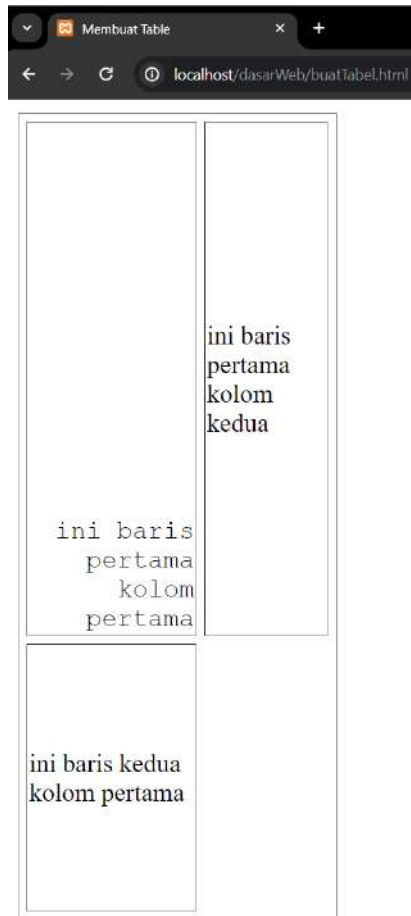 Membuat Table
localhost/dasarWeb/buatTabel.html
ini baris
pertama
kolom
pertama
ini baris
pertama
kolom
kedua
ini baris kedua
kolom pertama